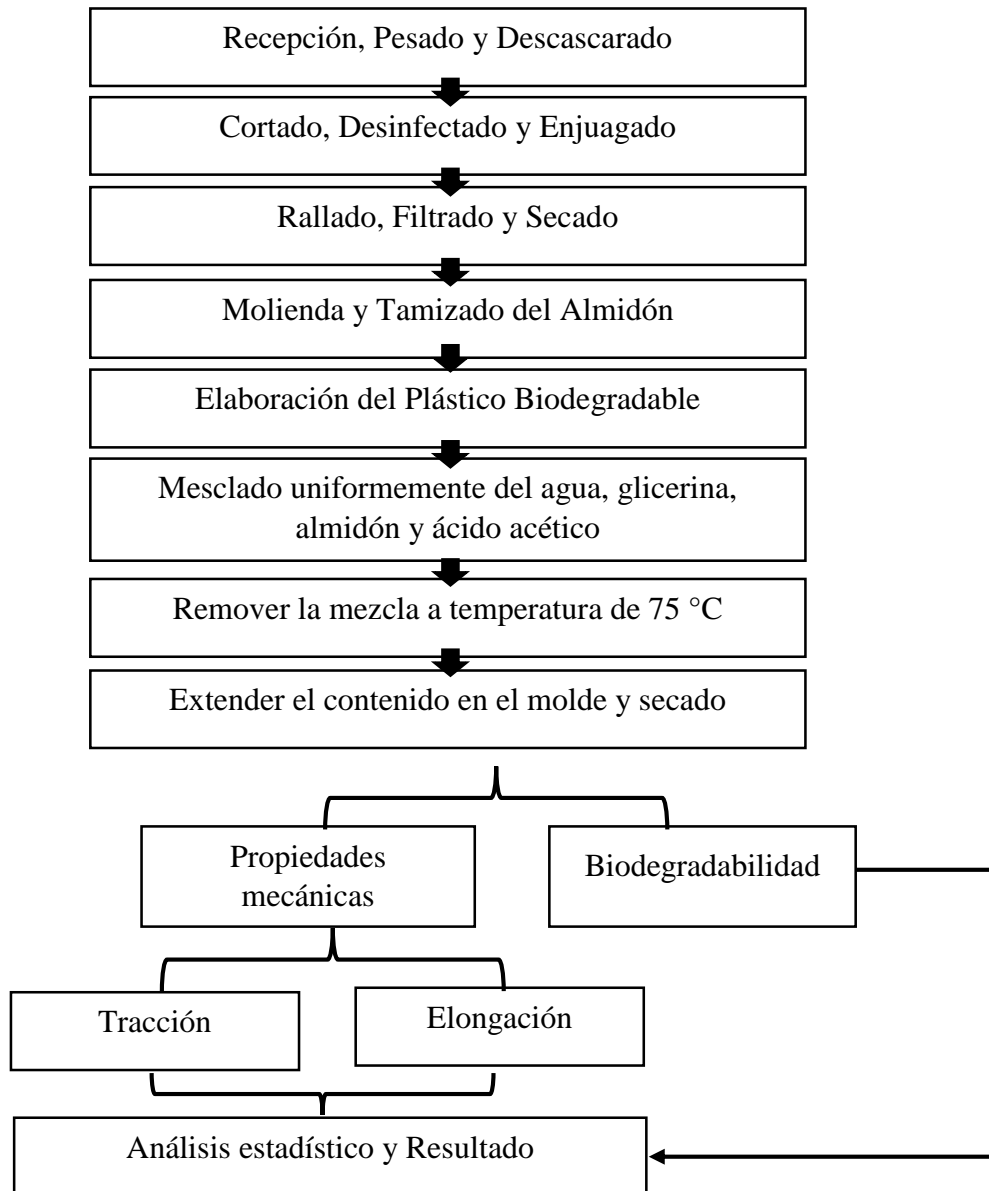 Recepción, Pesado y Descascarado
Cortado, Desinfectado y Enjuagado
Rallado, Filtrado y Secado
Molienda y Tamizado del Almidón
Elaboración del Plástico Biodegradable
Mesclado uniformemente del agua, glicerina,
almidón y ácido acético
Remover la mezcla a temperatura de 75 °C
Extender el contenido en el molde y secado
Propiedades
mecánicas
Biodegradabilidad
Tracción
Elongación
Análisis estadístico y Resultado